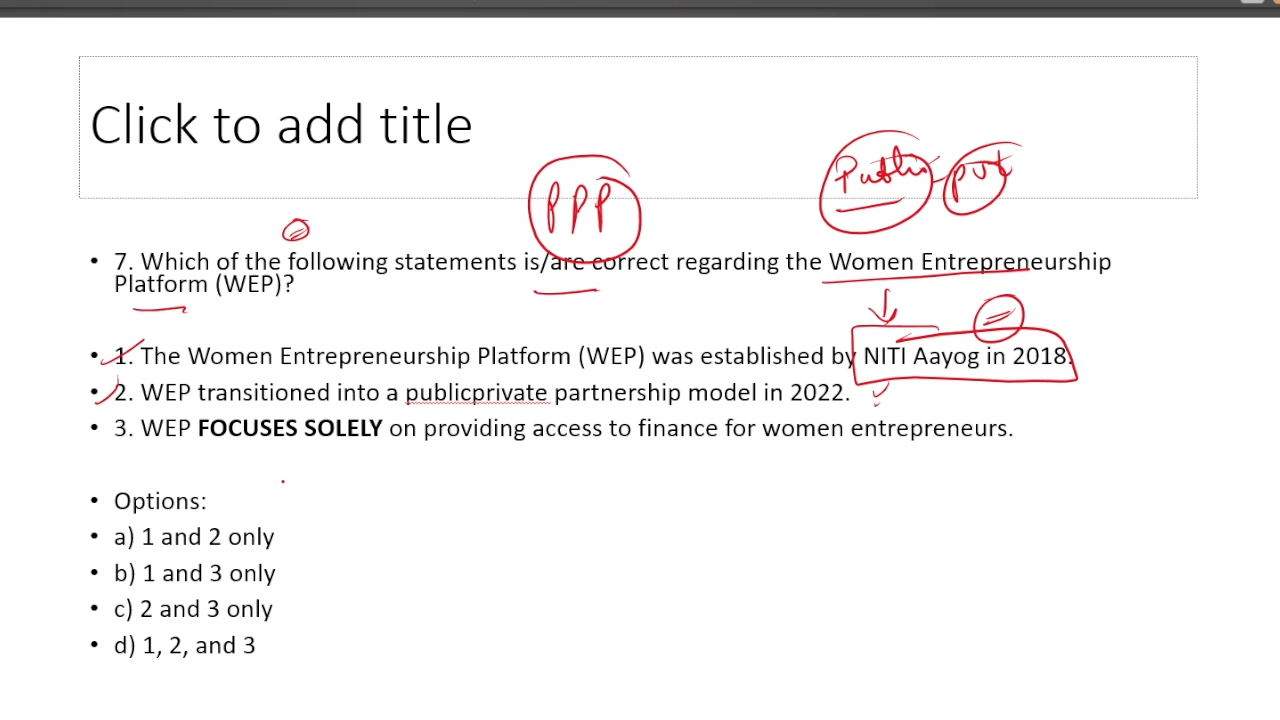 Click to add title
Public - pvt
PPP
• 7. Which of the following statements is/are correct regarding the Women Entrepreneurship
Platform (WEP)?
• 1. The Women Entrepreneurship Platform (WEP) was established by NITI Aayog in 2018.
• 2. WEP transitioned into a publicprivate partnership model in 2022.
• 3. WEP FOCUSES SOLELY on providing access to finance for women entrepreneurs.
• Options:
• a) 1 and 2 only
• b) 1 and 3 only
• c) 2 and 3 only
• d) 1, 2, and 3